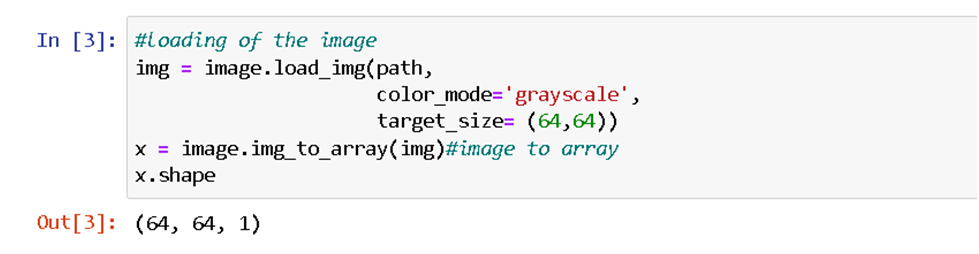 In [3]: #Loading of the image
img = image.load_img(path,
color_mode='grayscale',
target_size= (64,64))
x = image.img_to_array(img)#image to array
x.shape
Out[3]: (64, 64, 1)